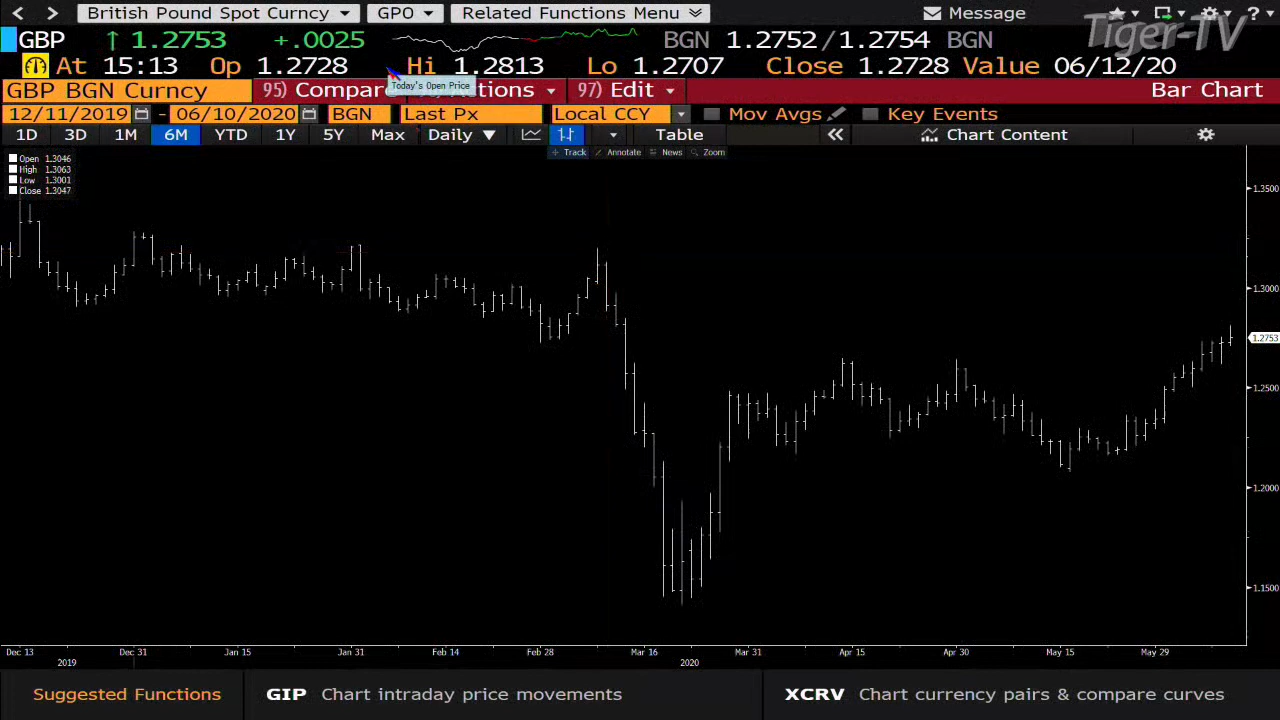 British Pound Spot Curncy GPO Related Functions Menu Message
GBP ↑ 1.2753 +.0025 BGN 1.2752/1.2754 BGN Tiger-TV
At 15:13 Op 1.2728 Hi 1.2813 Lo 1.2707 Close 1.2728 Value 06/12/20
Today's Open Price
GBP BGN Curncy 95) Compare ctions 97) Edit Bar Chart
12/11/2019 - 06/10/2020 BGN Last Px Local CCY Mov Avgs Key Events
1D 3D 1M 6M YTD 1Y 5Y Max Daily ▼ Table « Chart Content
+ Track Annotate News Zoom
Open 1.3046
High 1.3063
Low 1.3001
Close 1.3047
1.3500
1.3000
1.2753
1.2500
1.2000
1.1500
Dec 13 Dec 31 Jan 15 Jan 31 Feb 14 Feb 28 Mar 16 Mar 31 Apr 15 Apr 30 May 15 May 29
2019 2020
Suggested Functions GIP Chart intraday price movements XCRV Chart currency pairs & compare curves